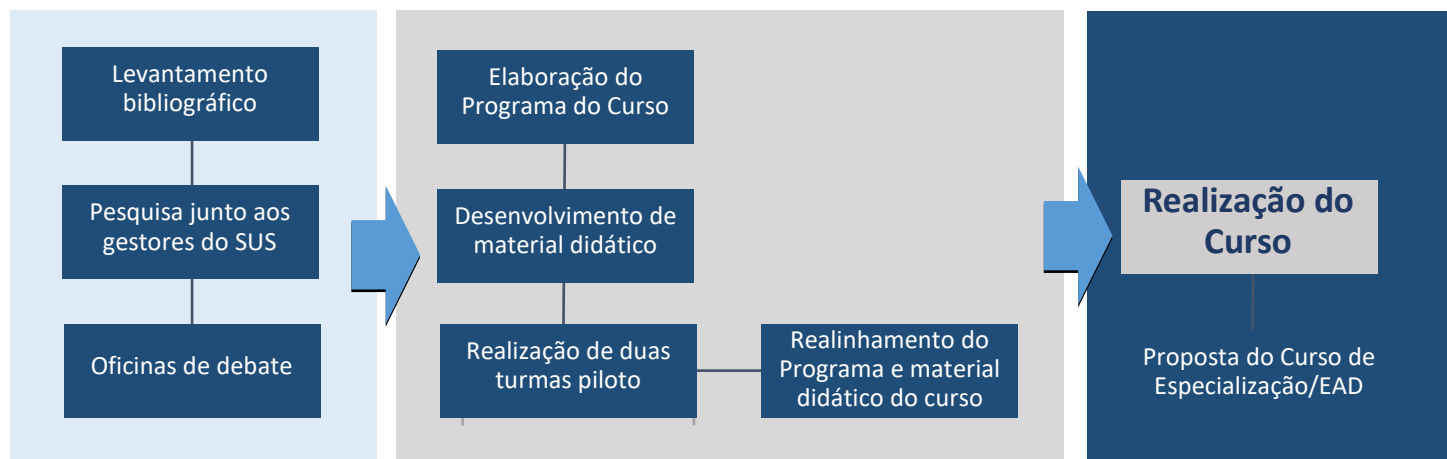 Levantamento
bibliográfico
Pesquisa junto aos
gestores do SUS
Oficinas de debate
Elaboração do
Programa do Curso
Desenvolvimento de
material didático
Realização de duas
turmas piloto
Realinhamento do
Programa e material
didático do curso
Realização do
Curso
Proposta do Curso de
Especialização/EAD